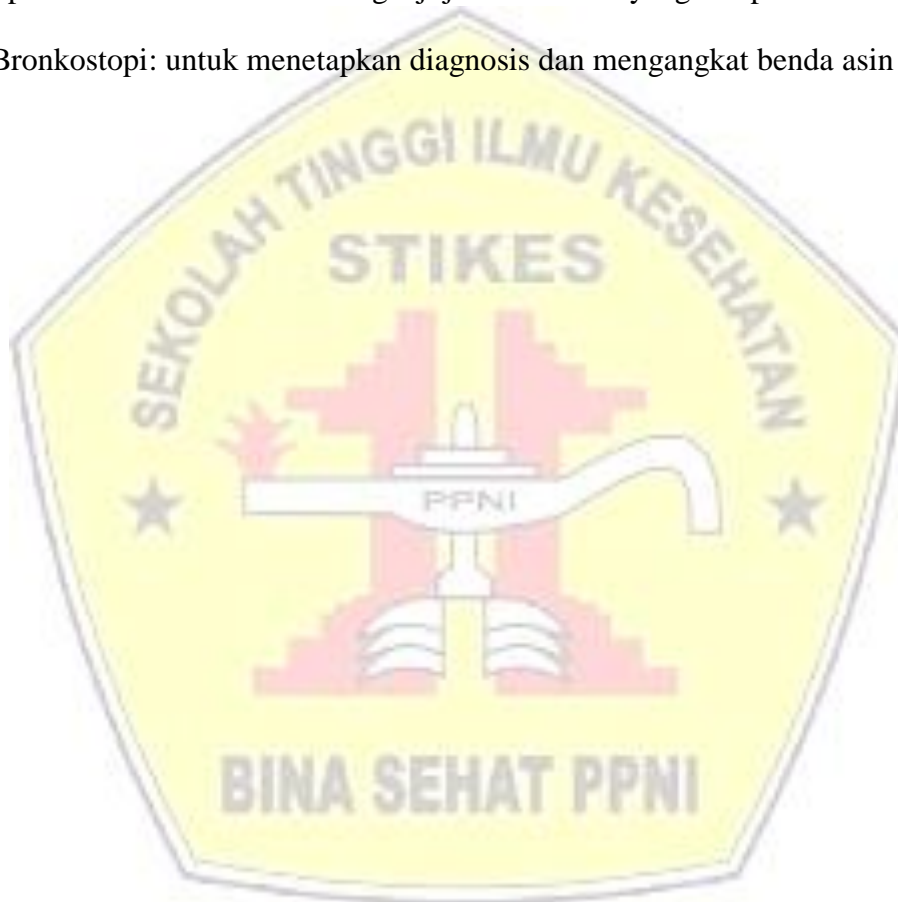 Bronkostopi: untuk menetapkan diagnosis dan mengangkat benda asin
SEKOLAH TINGGI ILMU KESEHATAN
STIKES
PPNI
BINA SEHAT PPNI